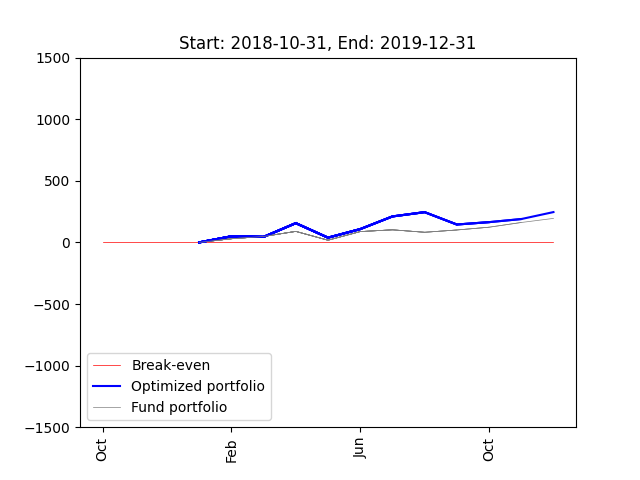 Start: 2018-10-31, End: 2019-12-31
1500
1000
500
0
−500
−1000
−1500
Break-even
Optimized portfolio
Fund portfolio
Oct
Feb
Jun
Oct